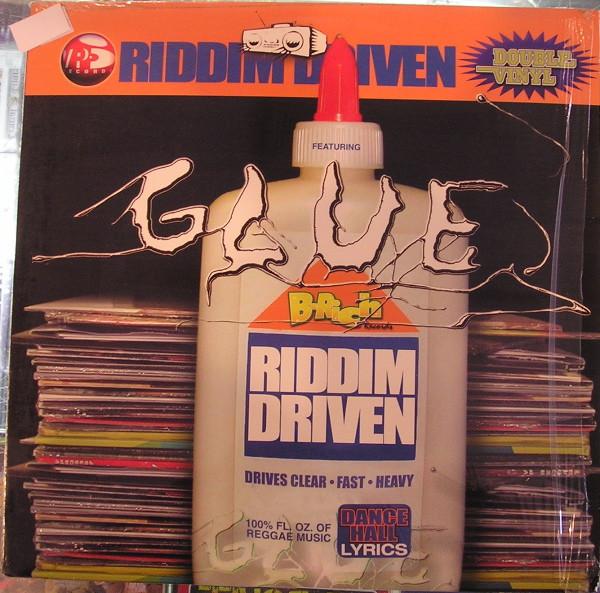 RIDDIM DRIVEN
DOUBLE
VINYL
FEATURING
GLUE
B-Rich
Records
RIDDIM
DRIVEN
DRIVES CLEAR • FAST • HEAVY
100% FL. OZ. OF
REGGAE MUSIC
DANCE
HALL
LYRICS
GLUE